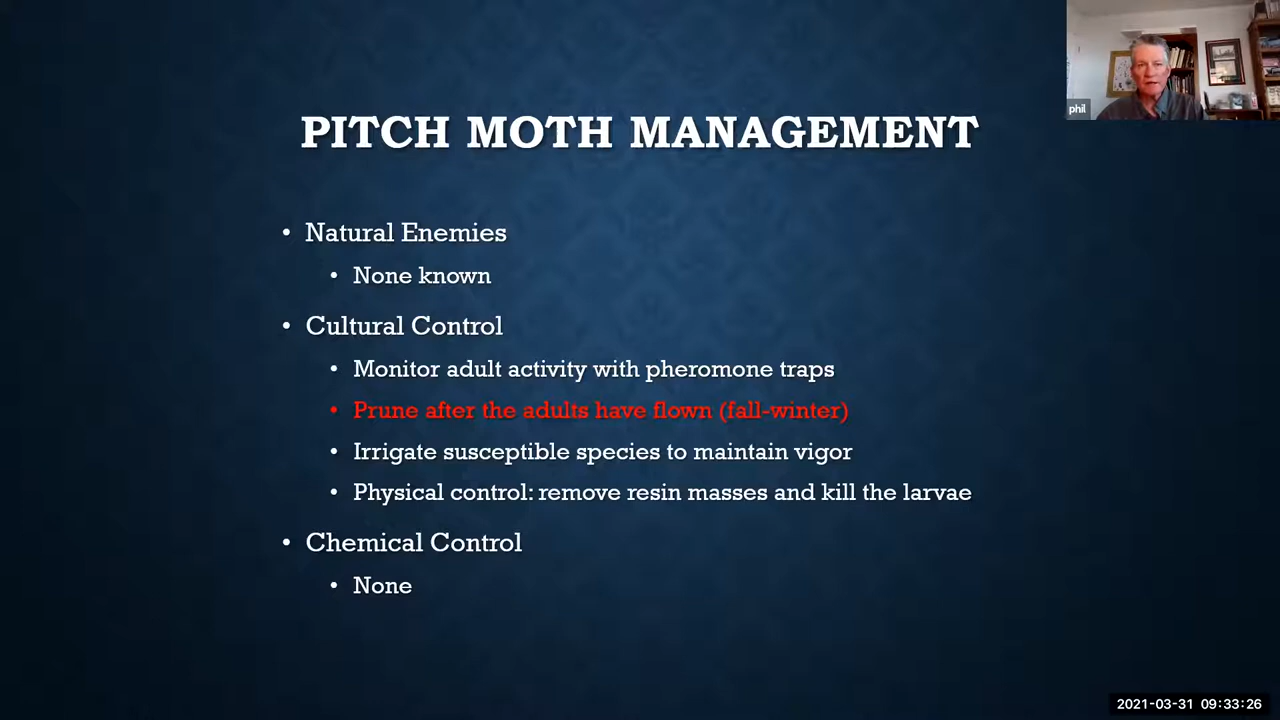 phil
PITCH MOTH MANAGEMENT
• Natural Enemies
• None known
• Cultural Control
• Monitor adult activity with pheromone traps
• Prune after the adults have flown (fall-winter)
• Irrigate susceptible species to maintain vigor
• Physical control: remove resin masses and kill the larvae
• Chemical Control
• None
2021-03-31 09:33:26